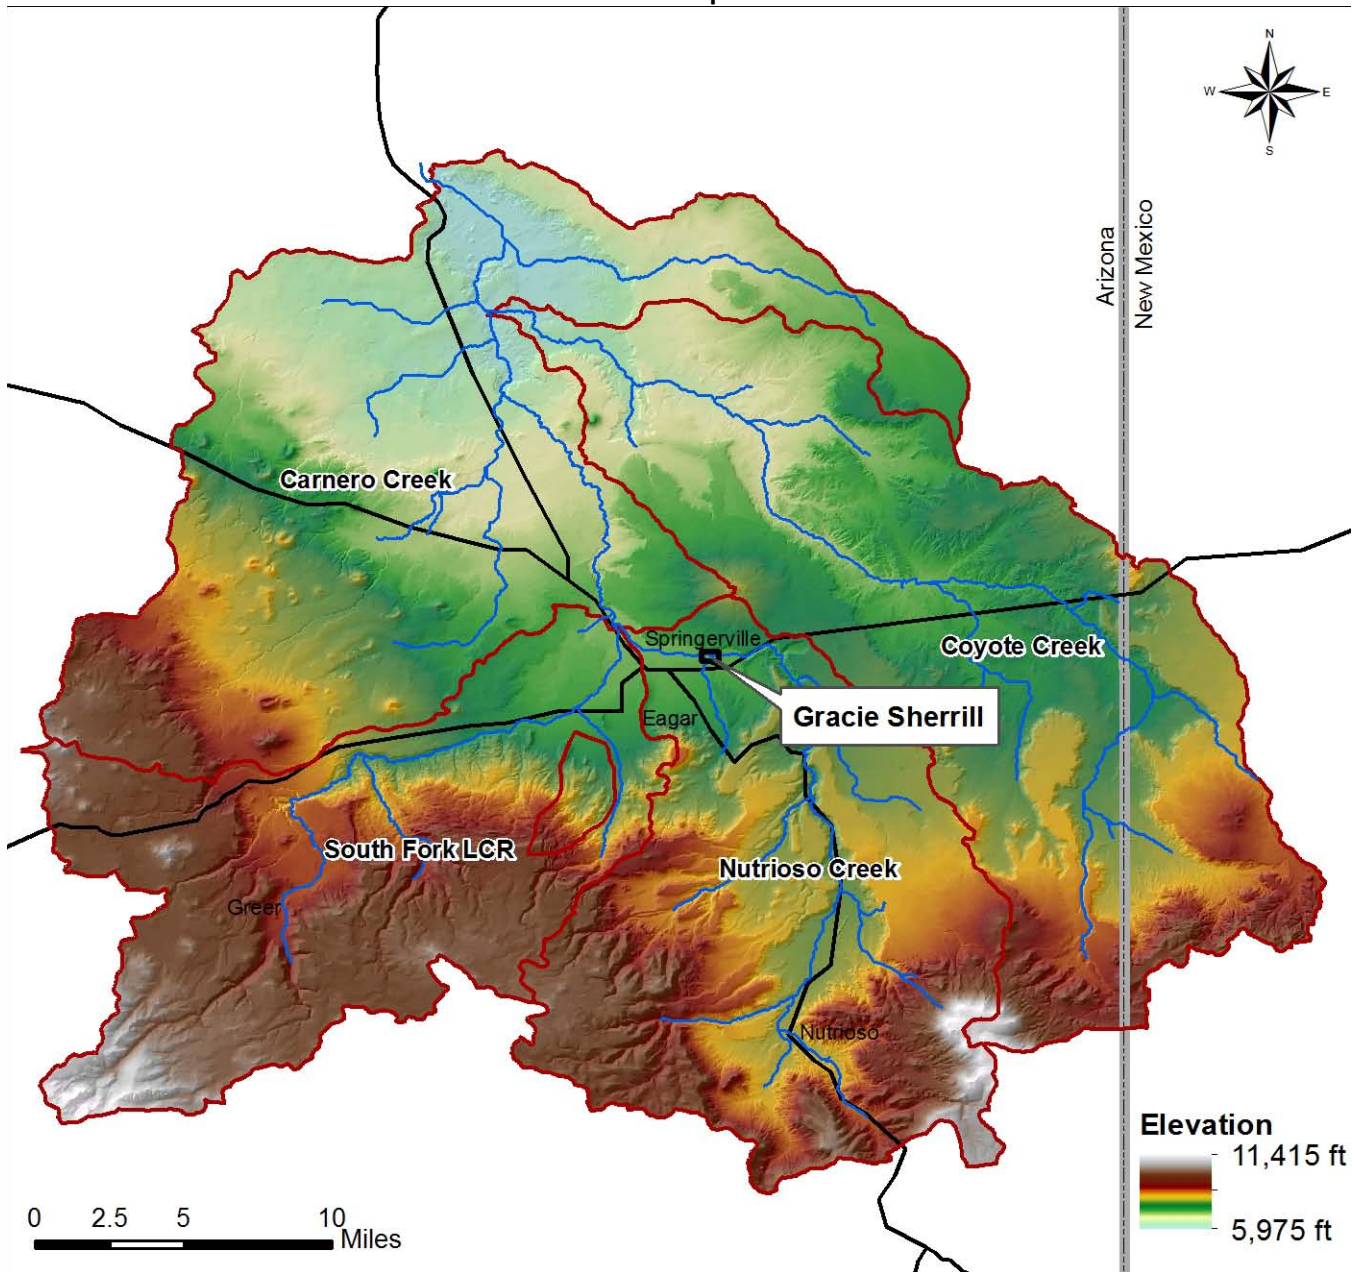 N
W E
S
Arizona
New Mexico
Carnero Creek
Springerville
Coyote Creek
Gracie Sherrill
Eagar
South Fork LCR
Nutrioso Creek
Greer
Nutrioso
Elevation
11,415 ft
5,975 ft
0 2.5 5 10
Miles